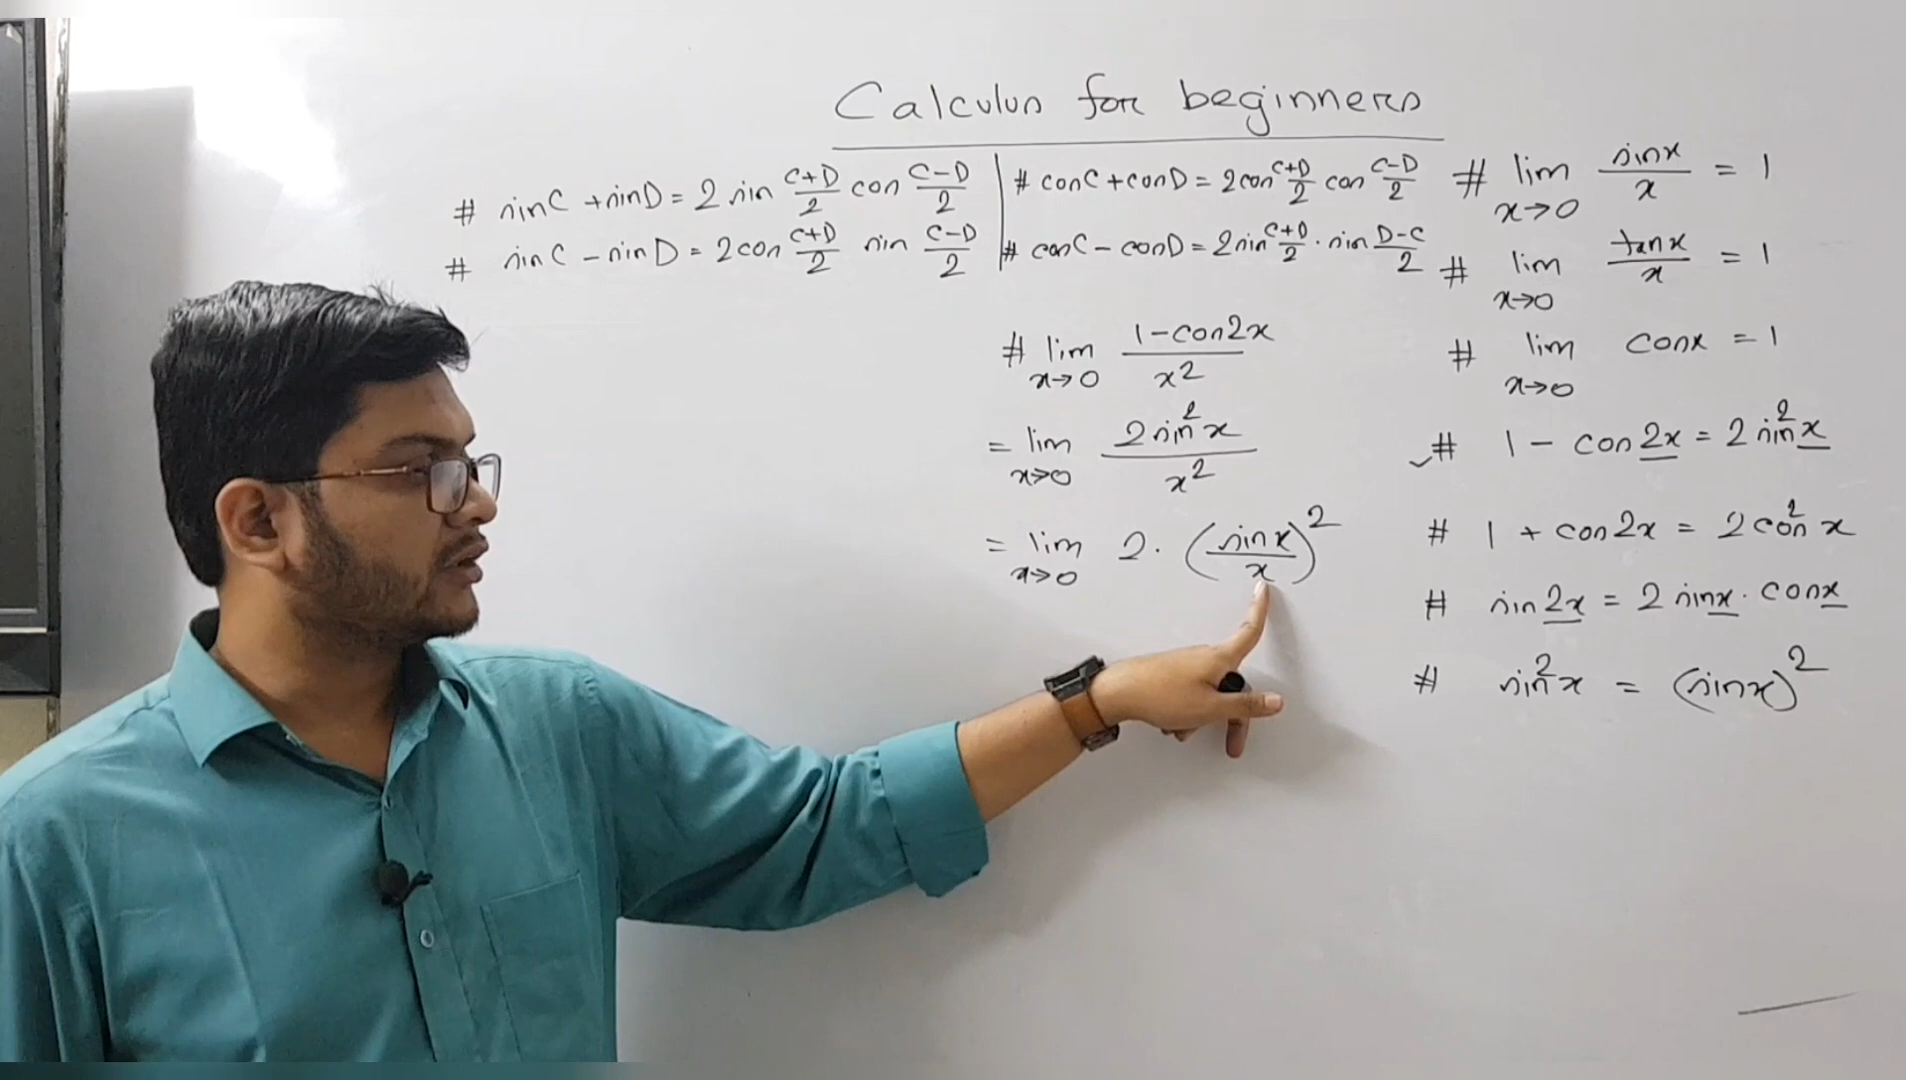 Calculus for beginners
# sinC + sinD = 2 sin (C+D)/2 cos (C-D)/2
# sinC - sinD = 2cos (C+D)/2 sin (C-D)/2
# cosC + cosD = 2cos (C+D)/2 cos (C-D)/2
# cosC - cosD = 2sin (C+D)/2 · sin (D-C)/2
# lim x→0 (1-cos2x)/x²
= lim x→0 (2sin²x)/x²
= lim x→0 2. (sinx/x)²
# lim x→0 sinx/x = 1
# lim x→0 tanx/x = 1
# lim x→0 cosx = 1
✓# 1 - cos2x = 2 sin²x
# 1 + cos2x = 2cos²x
# sin2x = 2 sinx · cosx
# sin²x = (sinx)²